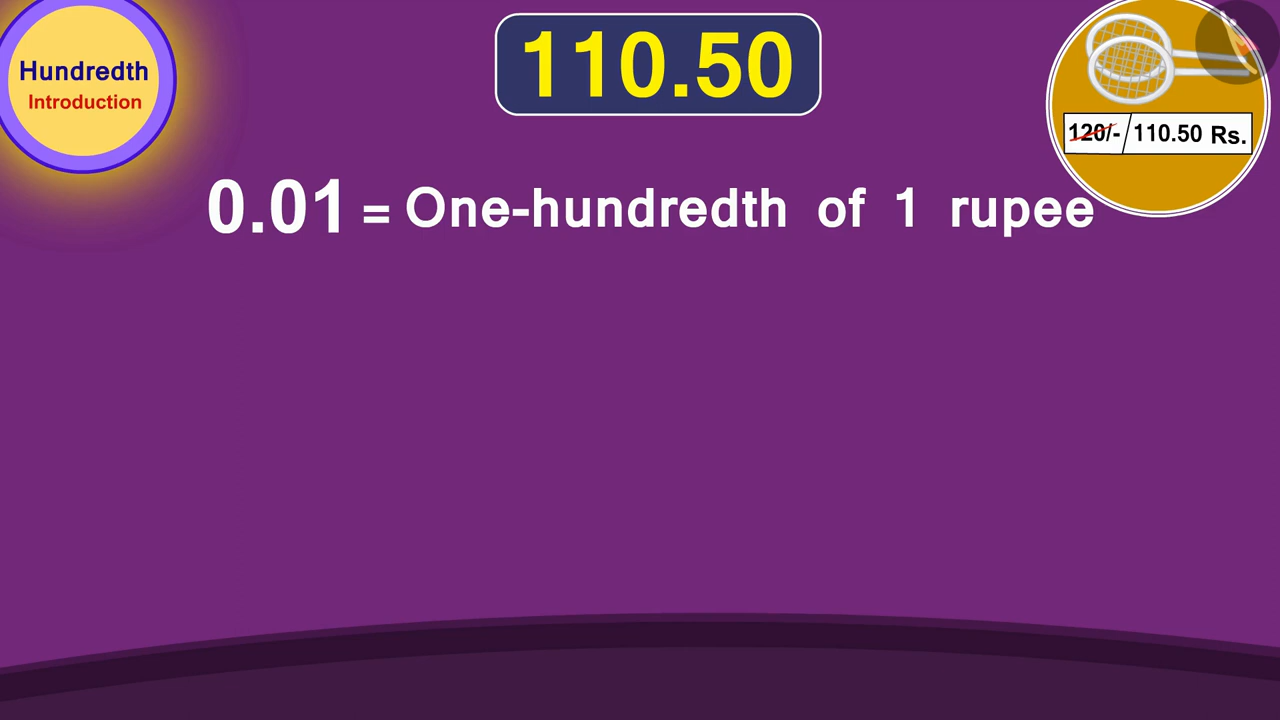 Hundredth
Introduction
110.50
120/- 110.50 Rs.
0.01 = One-hundredth of 1 rupee